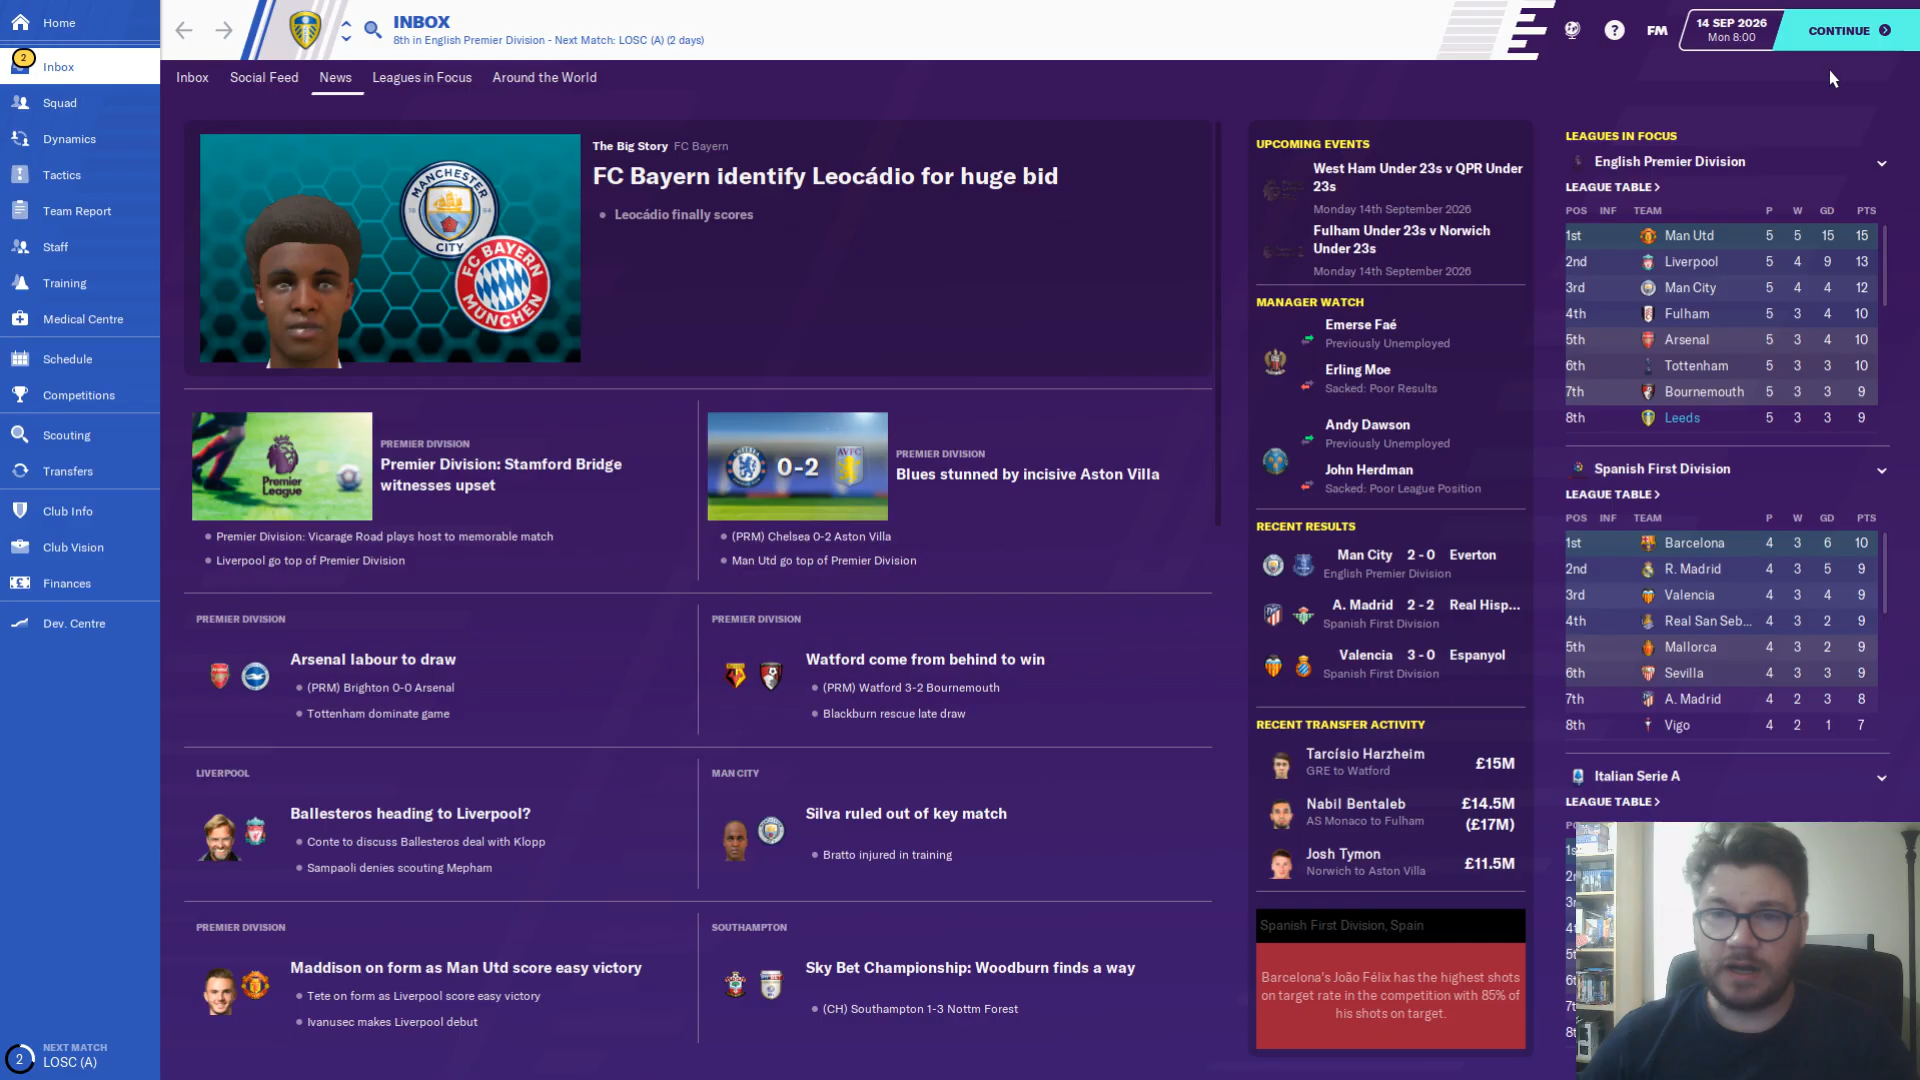 Home
2
Inbox
Squad
Dynamics
Tactics
Team Report
Staff
Training
Medical Centre
Schedule
Competitions
Scouting
Transfers
Club Info
Club Vision
Finances
Dev. Centre
2
NEXT MATCH
LOSC (A)
INBOX
8th in English Premier Division - Next Match: LOSC (A) (2 days)
?
FM
14 SEP 2026
Mon 8:00
CONTINUE
Inbox Social Feed News Leagues in Focus Around the World
MANCHESTER
CITY
FC BAYERN
MÜNCHEN
The Big Story FC Bayern
FC Bayern identify Leocádio for huge bid
Leocádio finally scores
Premier
League
PREMIER DIVISION
Premier Division: Stamford Bridge
witnesses upset
Premier Division: Vicarage Road plays host to memorable match
Liverpool go top of Premier Division
0-2
AVFC
PREMIER DIVISION
Blues stunned by incisive Aston Villa
(PRM) Chelsea 0-2 Aston Villa
Man Utd go top of Premier Division
PREMIER DIVISION
Arsenal labour to draw
(PRM) Brighton 0-0 Arsenal
Tottenham dominate game
PREMIER DIVISION
Watford come from behind to win
(PRM) Watford 3-2 Bournemouth
Blackburn rescue late draw
LIVERPOOL
Ballesteros heading to Liverpool?
Conte to discuss Ballesteros deal with Klopp
Sampaoli denies scouting Mepham
MAN CITY
Silva ruled out of key match
Bratto injured in training
PREMIER DIVISION
Maddison on form as Man Utd score easy victory
Tete on form as Liverpool score easy victory
Ivanusec makes Liverpool debut
SOUTHAMPTON
Sky Bet Championship: Woodburn finds a way
(CH) Southampton 1-3 Nottm Forest
UPCOMING EVENTS
West Ham Under 23s v QPR Under
23s
Monday 14th September 2026
Fulham Under 23s v Norwich
Under 23s
Monday 14th September 2026
MANAGER WATCH
Emerse Faé
Previously Unemployed
Erling Moe
Sacked: Poor Results
Andy Dawson
Previously Unemployed
John Herdman
Sacked: Poor League Position
RECENT RESULTS
Man City 2 - 0 Everton
English Premier Division
A. Madrid 2 - 2 Real Hisp...
Spanish First Division
Valencia 3 - 0 Espanyol
Spanish First Division
RECENT TRANSFER ACTIVITY
Tarcísio Harzheim £15M
GRE to Watford
Nabil Bentaleb £14.5M
AS Monaco to Fulham (£17M)
Josh Tymon £11.5M
Norwich to Aston Villa
Spanish First Division, Spain
Barcelona's João Félix has the highest shots
on target rate in the competition with 85% of
his shots on target.
LEAGUES IN FOCUS
English Premier Division
LEAGUE TABLE >
POS INF TEAM P W GD PTS
1st Man Utd 5 5 15 15
2nd Liverpool 5 4 9 13
3rd Man City 5 4 4 12
4th Fulham 5 3 4 10
5th Arsenal 5 3 4 10
6th Tottenham 5 3 3 10
7th Bournemouth 5 3 3 9
8th Leeds 5 3 3 9
Spanish First Division
LEAGUE TABLE >
POS INF TEAM P W GD PTS
1st Barcelona 4 3 6 10
2nd R. Madrid 4 3 5 9
3rd Valencia 4 3 4 9
4th Real San Seb... 4 3 2 9
5th Mallorca 4 3 2 9
6th Sevilla 4 3 3 9
7th A. Madrid 4 2 3 8
8th Vigo 4 2 1 7
Italian Serie A
LEAGUE TABLE >